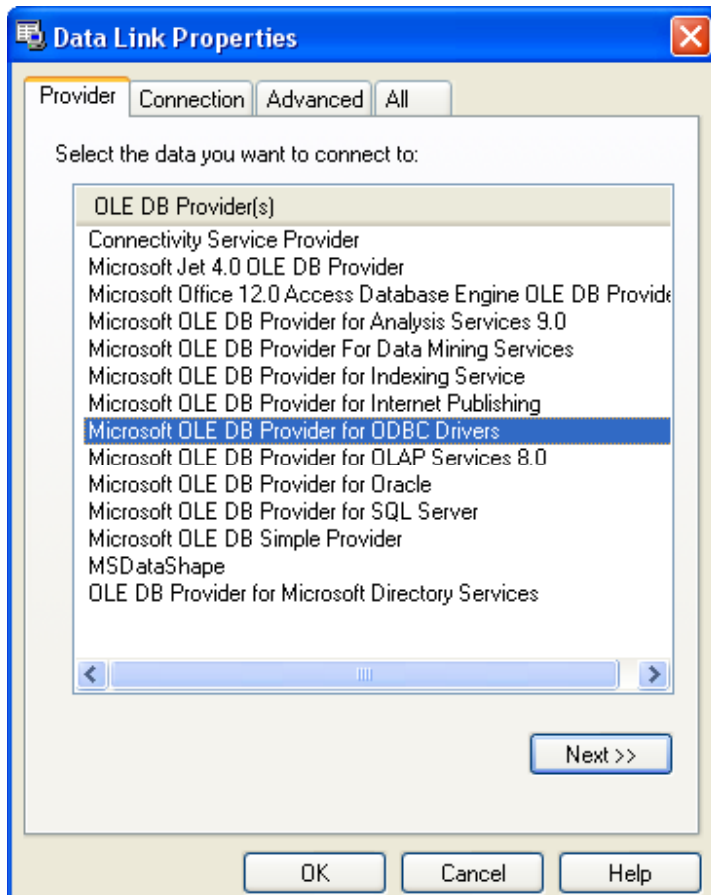 Data Link Properties
Provider Connection Advanced All
Select the data you want to connect to:
OLE DB Provider(s)
Connectivity Service Provider
Microsoft Jet 4.0 OLE DB Provider
Microsoft Office 12.0 Access Database Engine OLE DB Provide
Microsoft OLE DB Provider for Analysis Services 9.0
Microsoft OLE DB Provider For Data Mining Services
Microsoft OLE DB Provider for Indexing Service
Microsoft OLE DB Provider for Internet Publishing
Microsoft OLE DB Provider for ODBC Drivers
Microsoft OLE DB Provider for OLAP Services 8.0
Microsoft OLE DB Provider for Oracle
Microsoft OLE DB Provider for SQL Server
Microsoft OLE DB Simple Provider
MSDataShape
OLE DB Provider for Microsoft Directory Services
Next >>
OK Cancel Help